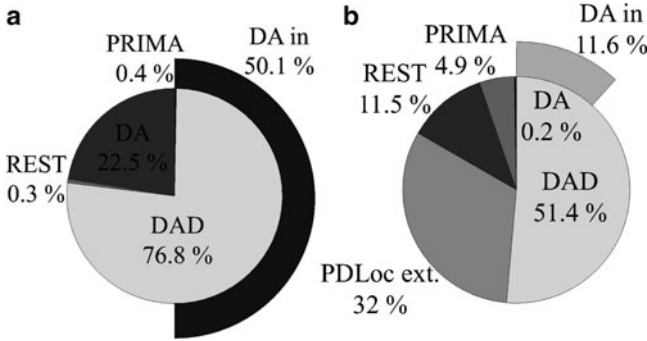 a
PRIMA
0.4 %
DA in
50.1 %
DA
22.5 %
REST
0.3 %
DAD
76.8 %
b
PRIMA
4.9 %
DA in
11.6 %
REST
11.5 %
DA
0.2 %
DAD
51.4 %
PDLoc ext.
32 %